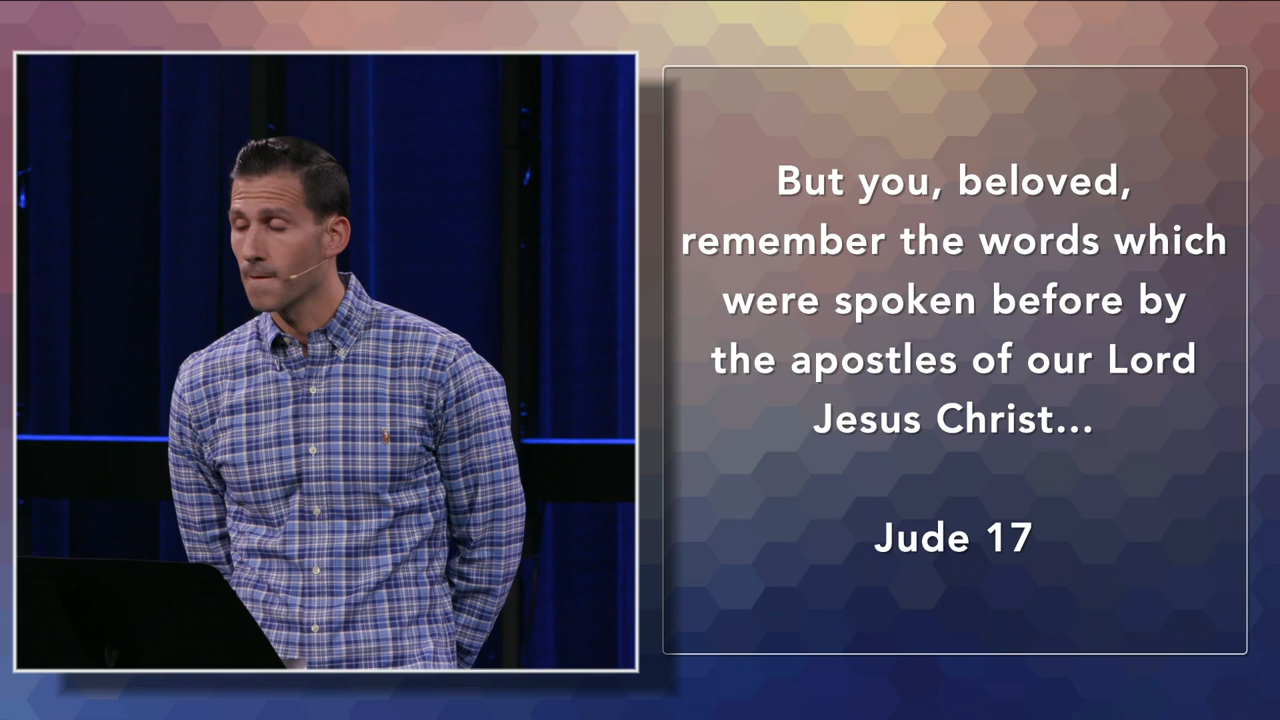 But you, beloved,
remember the words which
were spoken before by
the apostles of our Lord
Jesus Christ...
Jude 17